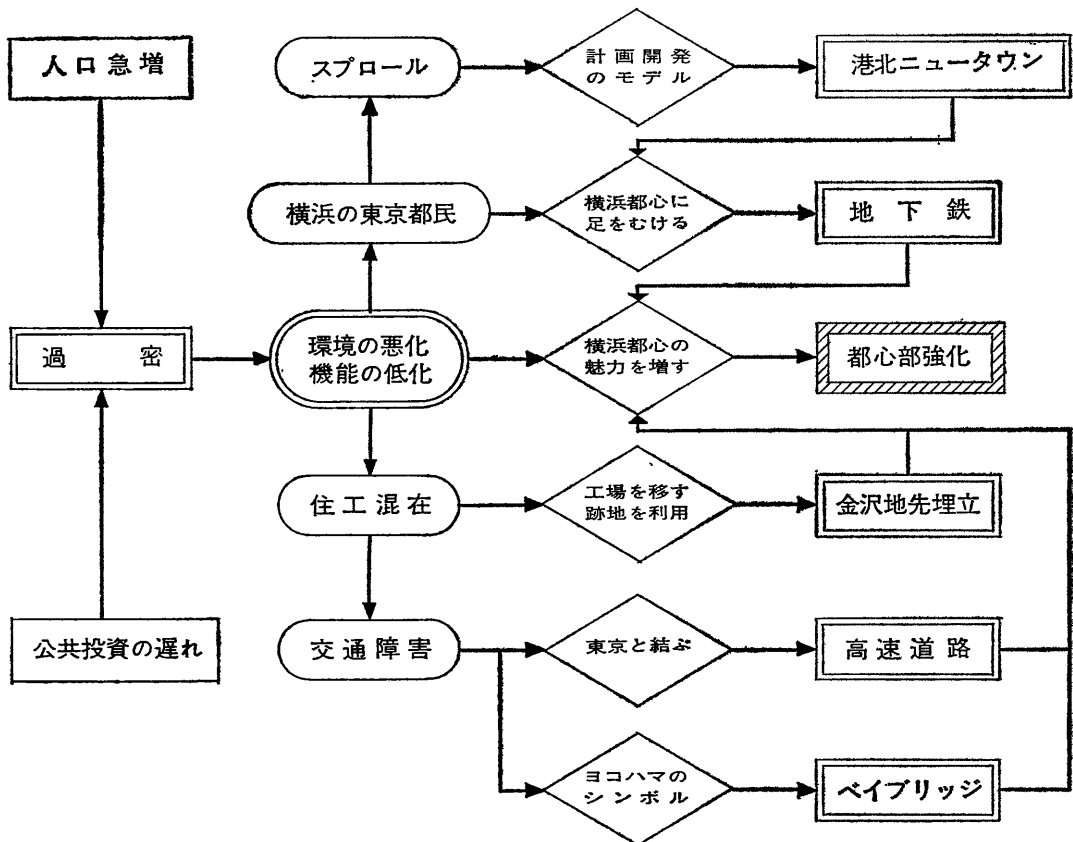 人口急増
スプロール
計画開発
のモデル
港北ニュータウン
横浜の東京都民
横浜都心に
足をむける
地下鉄
過密
環境の悪化
機能の低化
横浜都心の
魅力を増す
都心部強化
住工混在
工場を移す
跡地を利用
金沢地先埋立
公共投資の遅れ
交通障害
東京と結ぶ
高速道路
ヨコハマの
シンボル
ベイブリッジ